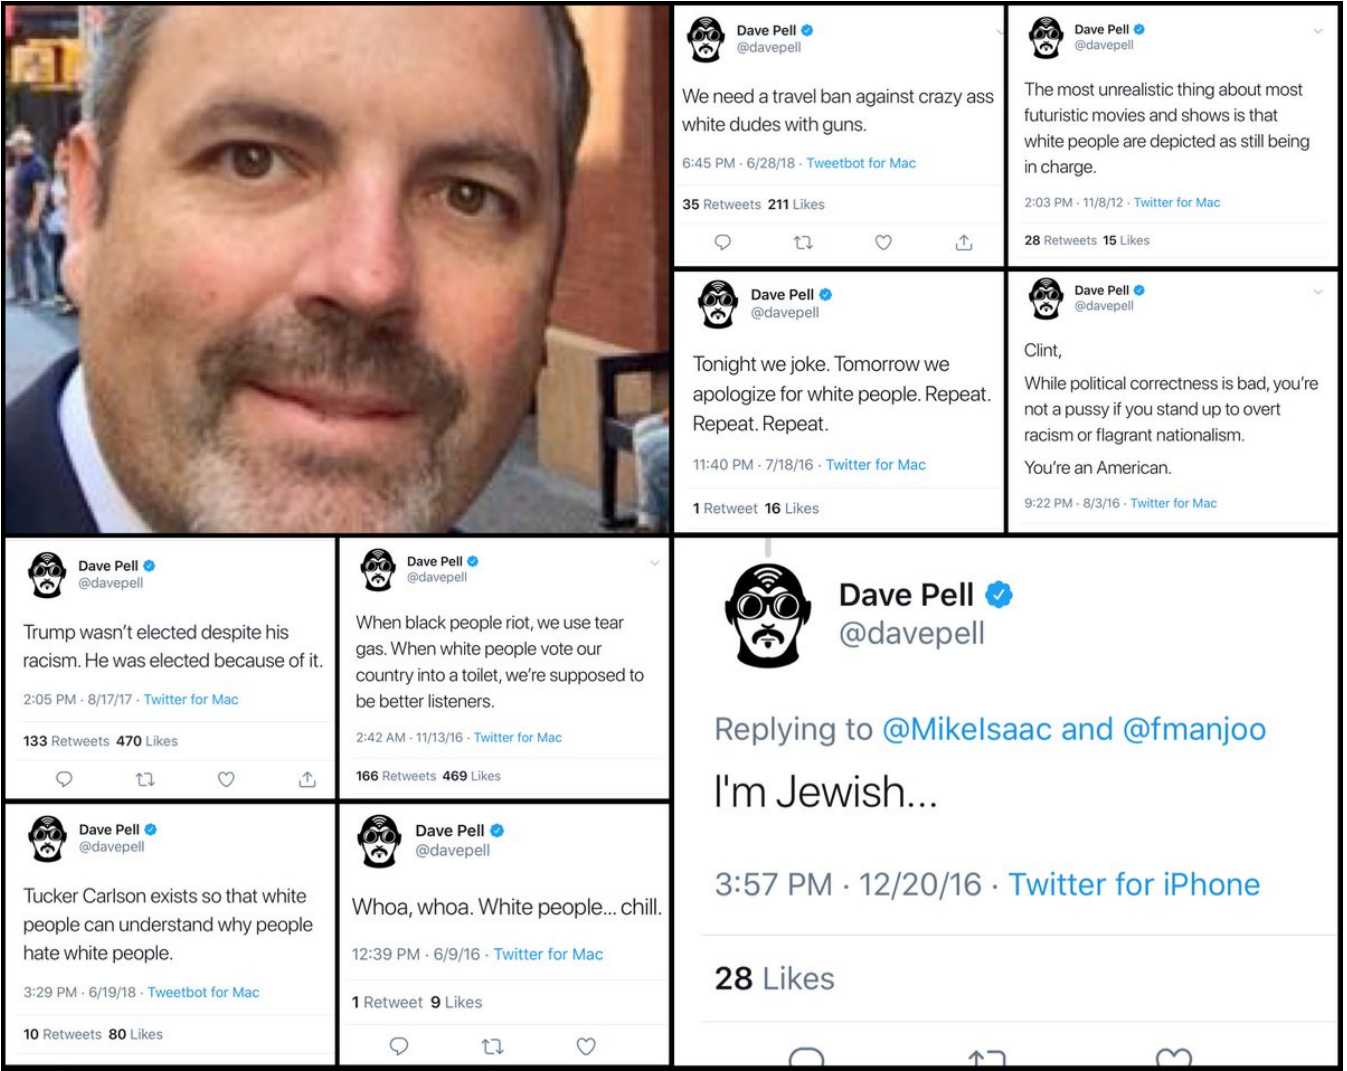 Dave Pell
@davepell
We need a travel ban against crazy ass
white dudes with guns.
6:45 PM · 6/28/18 · Tweetbot for Mac
35 Retweets 211 Likes
Dave Pell
@davepell
The most unrealistic thing about most
futuristic movies and shows is that
white people are depicted as still being
in charge.
2:03 PM · 11/8/12 · Twitter for Mac
28 Retweets 15 Likes
Dave Pell
@davepell
Tonight we joke. Tomorrow we
apologize for white people. Repeat.
Repeat. Repeat.
11:40 PM · 7/18/16 · Twitter for Mac
1 Retweet 16 Likes
Dave Pell
@davepell
Clint,
While political correctness is bad, you're
not a pussy if you stand up to overt
racism or flagrant nationalism.
You're an American.
9:22 PM · 8/3/16 · Twitter for Mac
Dave Pell
@davepell
Trump wasn't elected despite his
racism. He was elected because of it.
2:05 PM · 8/17/17 · Twitter for Mac
133 Retweets 470 Likes
Dave Pell
@davepell
When black people riot, we use tear
gas. When white people vote our
country into a toilet, we're supposed to
be better listeners.
2:42 AM · 11/13/16 · Twitter for Mac
166 Retweets 469 Likes
Dave Pell
@davepell
Replying to @MikeIsaac and @fmanjoo
I'm Jewish...
3:57 PM · 12/20/16 · Twitter for iPhone
28 Likes
Dave Pell
@davepell
Tucker Carlson exists so that white
people can understand why people
hate white people.
3:29 PM · 6/19/18 · Tweetbot for Mac
10 Retweets 80 Likes
Dave Pell
@davepell
Whoa, whoa. White people... chill.
12:39 PM · 6/9/16 · Twitter for Mac
1 Retweet 9 Likes